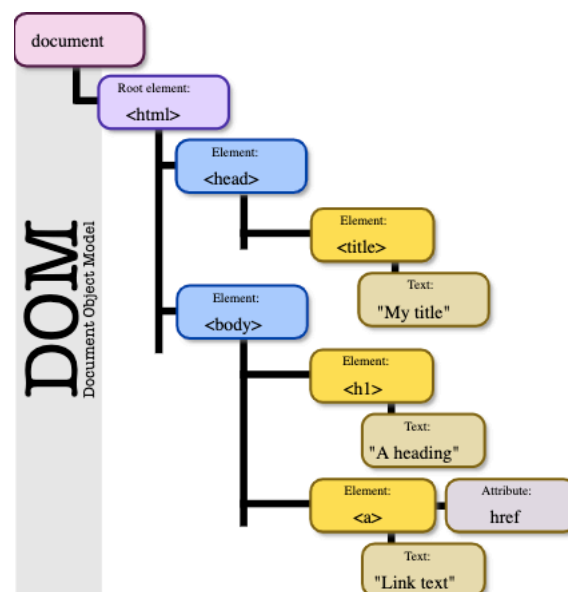 document
Root element:
<html>
Element:
<head>
Element:
<title>
Text:
"My title"
Element:
<body>
Element:
<h1>
Text:
"A heading"
Element:
<a>
Attribute:
href
Text:
"Link text"
DOM
Document Object Model